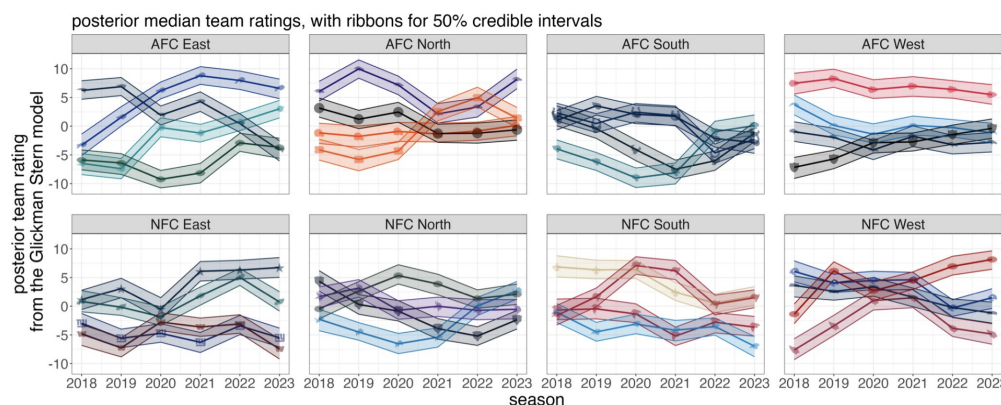 posterior median team ratings, with ribbons for 50% credible intervals
AFC East AFC North AFC South AFC West
10
5
0
-5
-10
NFC East NFC North NFC South NFC West
10
5
0
-5
-10
posterior team rating
from the Glickman Stern model
2018 2019 2020 2021 2022 2023 2018 2019 2020 2021 2022 2023 2018 2019 2020 2021 2022 2023 2018 2019 2020 2021 2022 2023
season